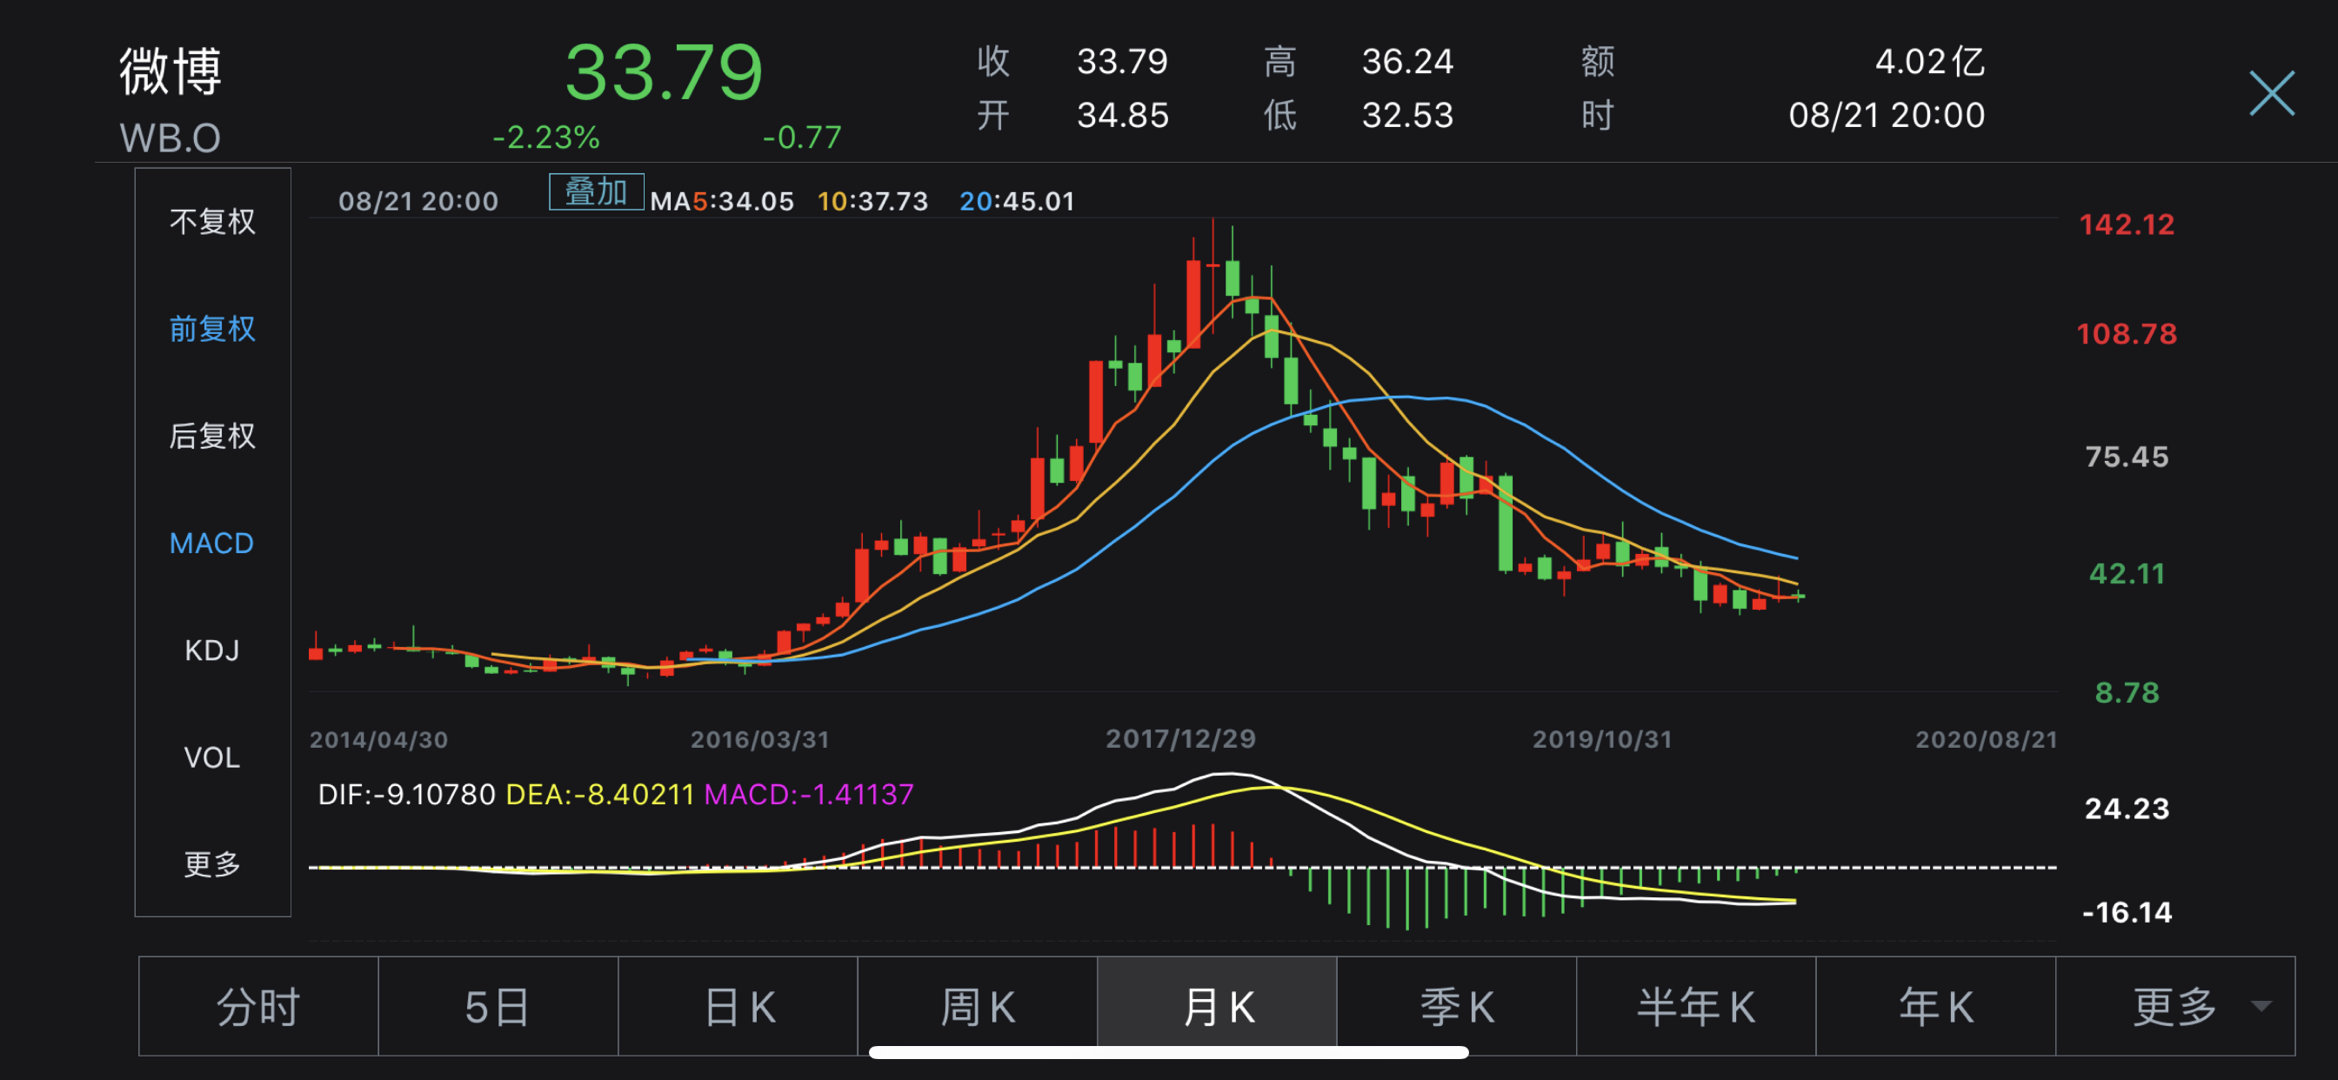 微博 33.79 收 33.79 高 36.24 额 4.02亿
WB.O -2.23% -0.77 开 34.85 低 32.53 时 08/21 20:00
08/21 20:00 叠加 MA5:34.05 10:37.73 20:45.01
不复权
前复权
后复权
MACD
KDJ
VOL
更多
142.12
108.78
75.45
42.11
8.78
2014/04/30 2016/03/31 2017/12/29 2019/10/31 2020/08/21
DIF:-9.10780 DEA:-8.40211 MACD:-1.41137
24.23
-16.14
分时 5日 日K 周K 月K 季K 半年K 年K 更多